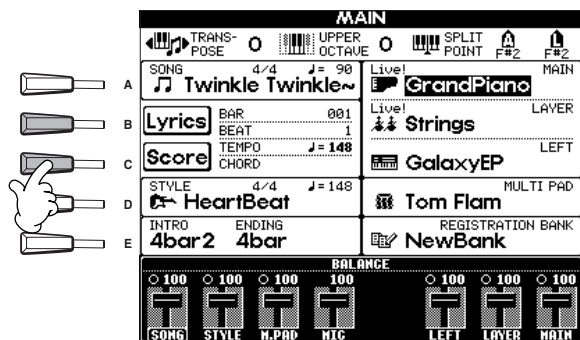 MAIN
TRANS-
POSE 0
UPPER
OCTAVE 0
SPLIT
POINT
A
F#2
L
F#2
A
SONG 4/4 ♩= 90
Twinkle Twinkle~
Live! MAIN
GrandPiano
B
Lyrics
BAR 001
BEAT 1
Live! LAYER
Strings
C
Score
TEMPO ♩=148
CHORD
LEFT
GalaxyEP
D
STYLE 4/4 ♩=148
HeartBeat
MULTI PAD
Tom Flam
E
INTRO ENDING
4bar2 4bar
REGISTRATION BANK
NewBank
BALANCE
100 100 100 100 100 100 100
SONG STYLE M.PAD MIC LEFT LAYER MAIN